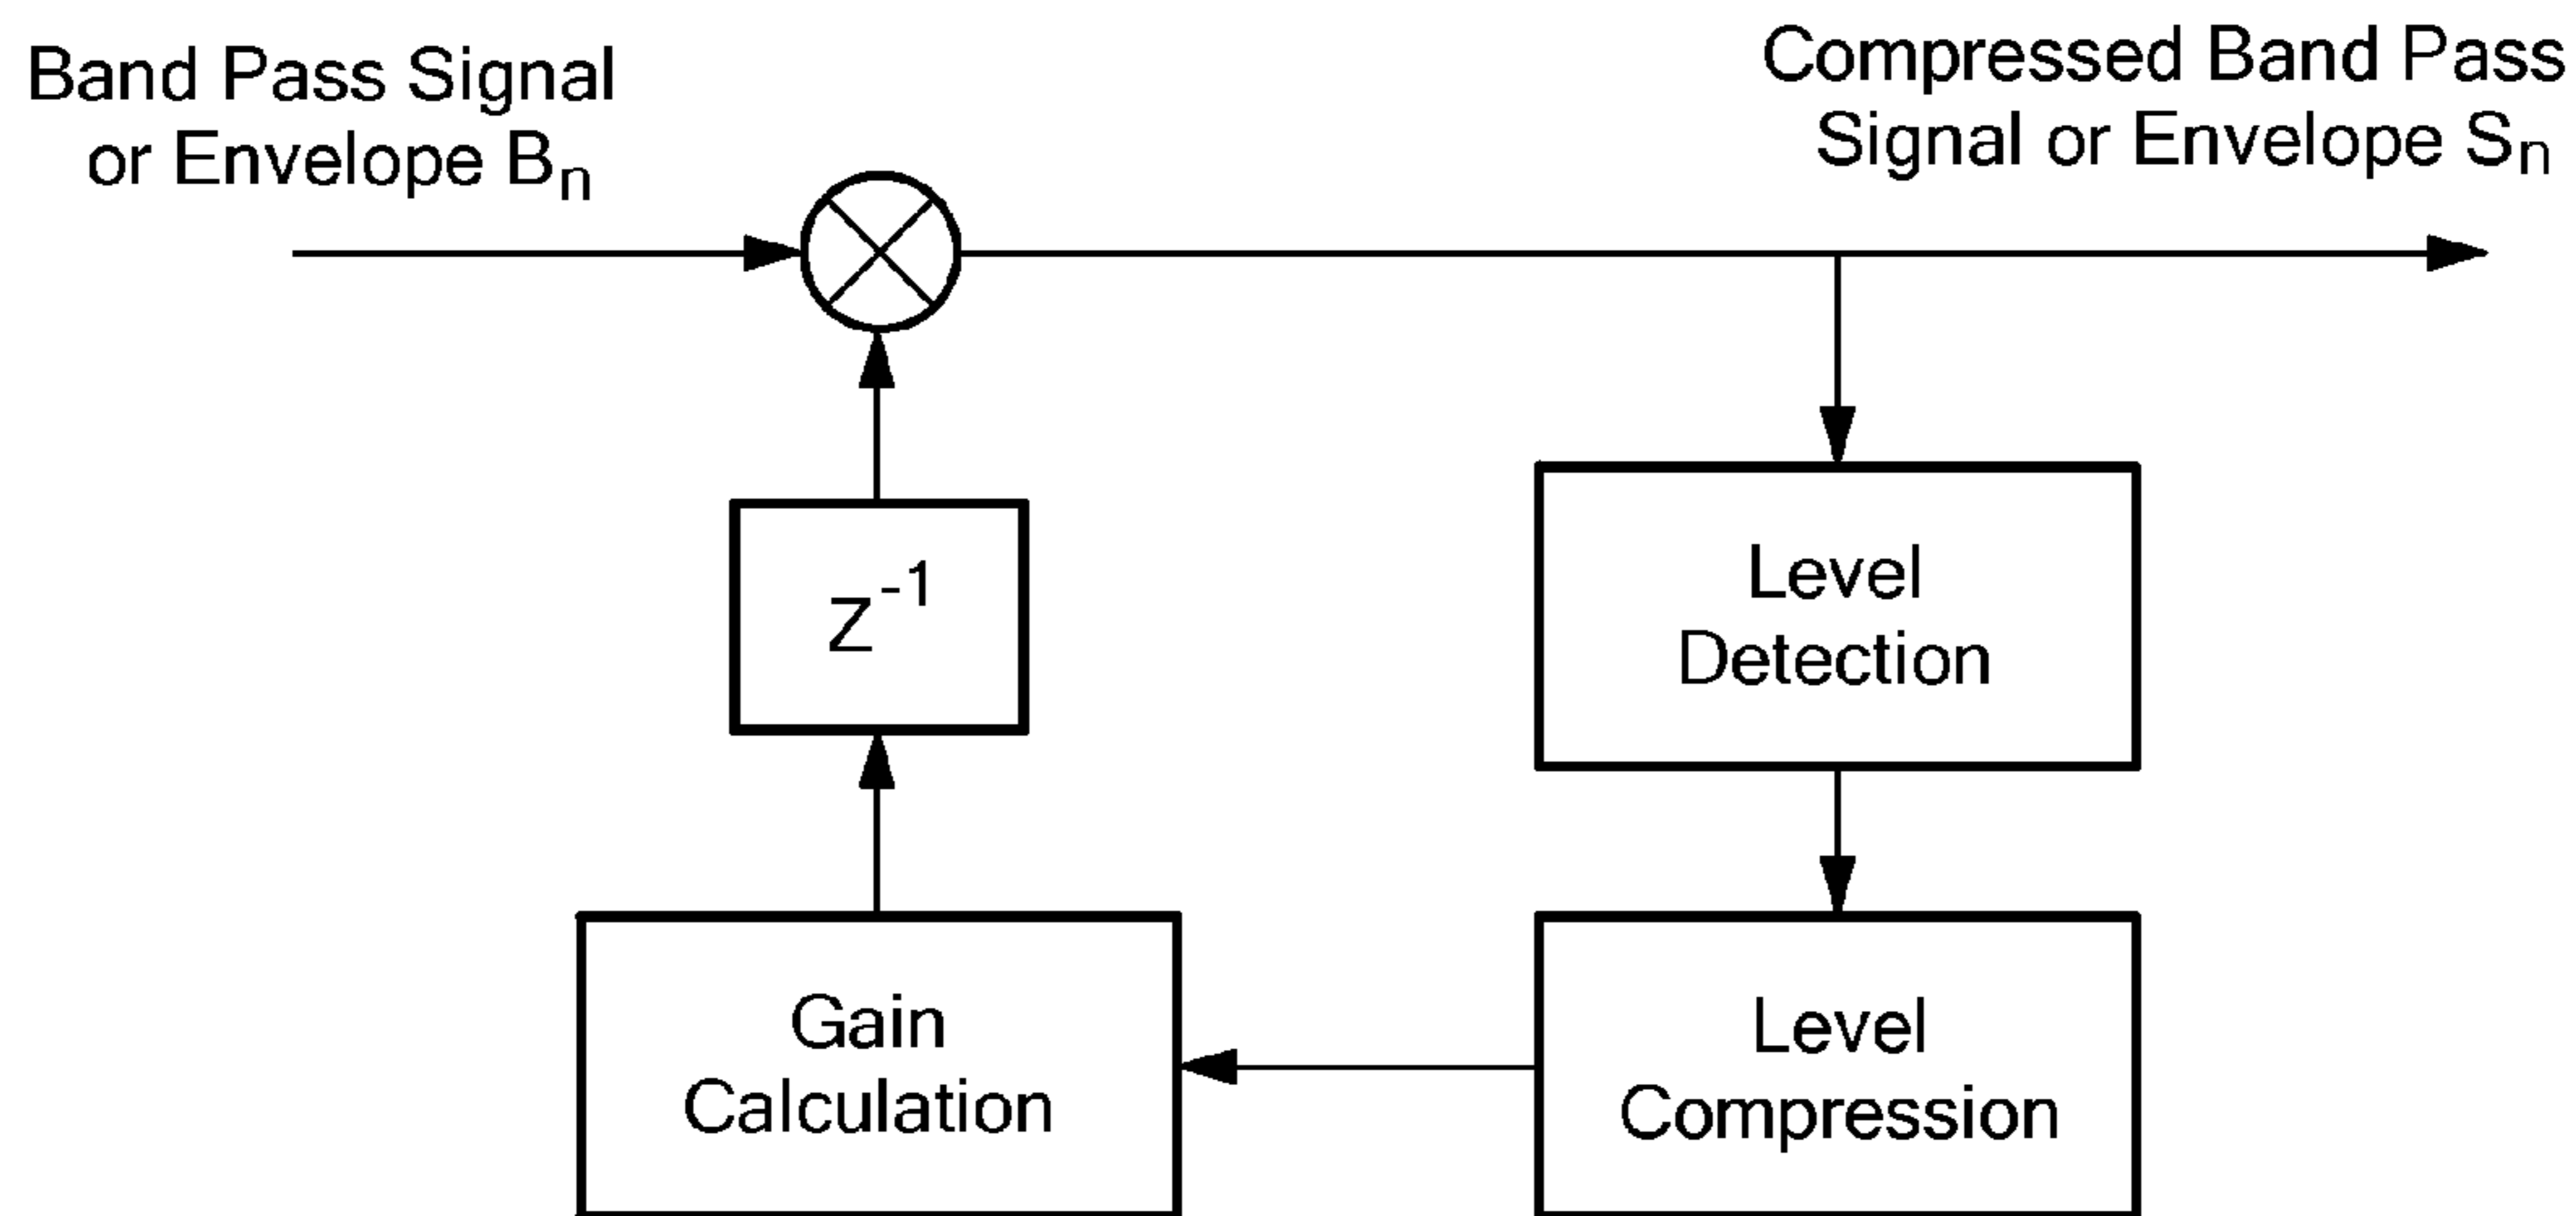 Band Pass Signal
or Envelope Bn
Compressed Band Pass
Signal or Envelope Sn
Z-1
Level
Detection
Gain
Calculation
Level
Compression